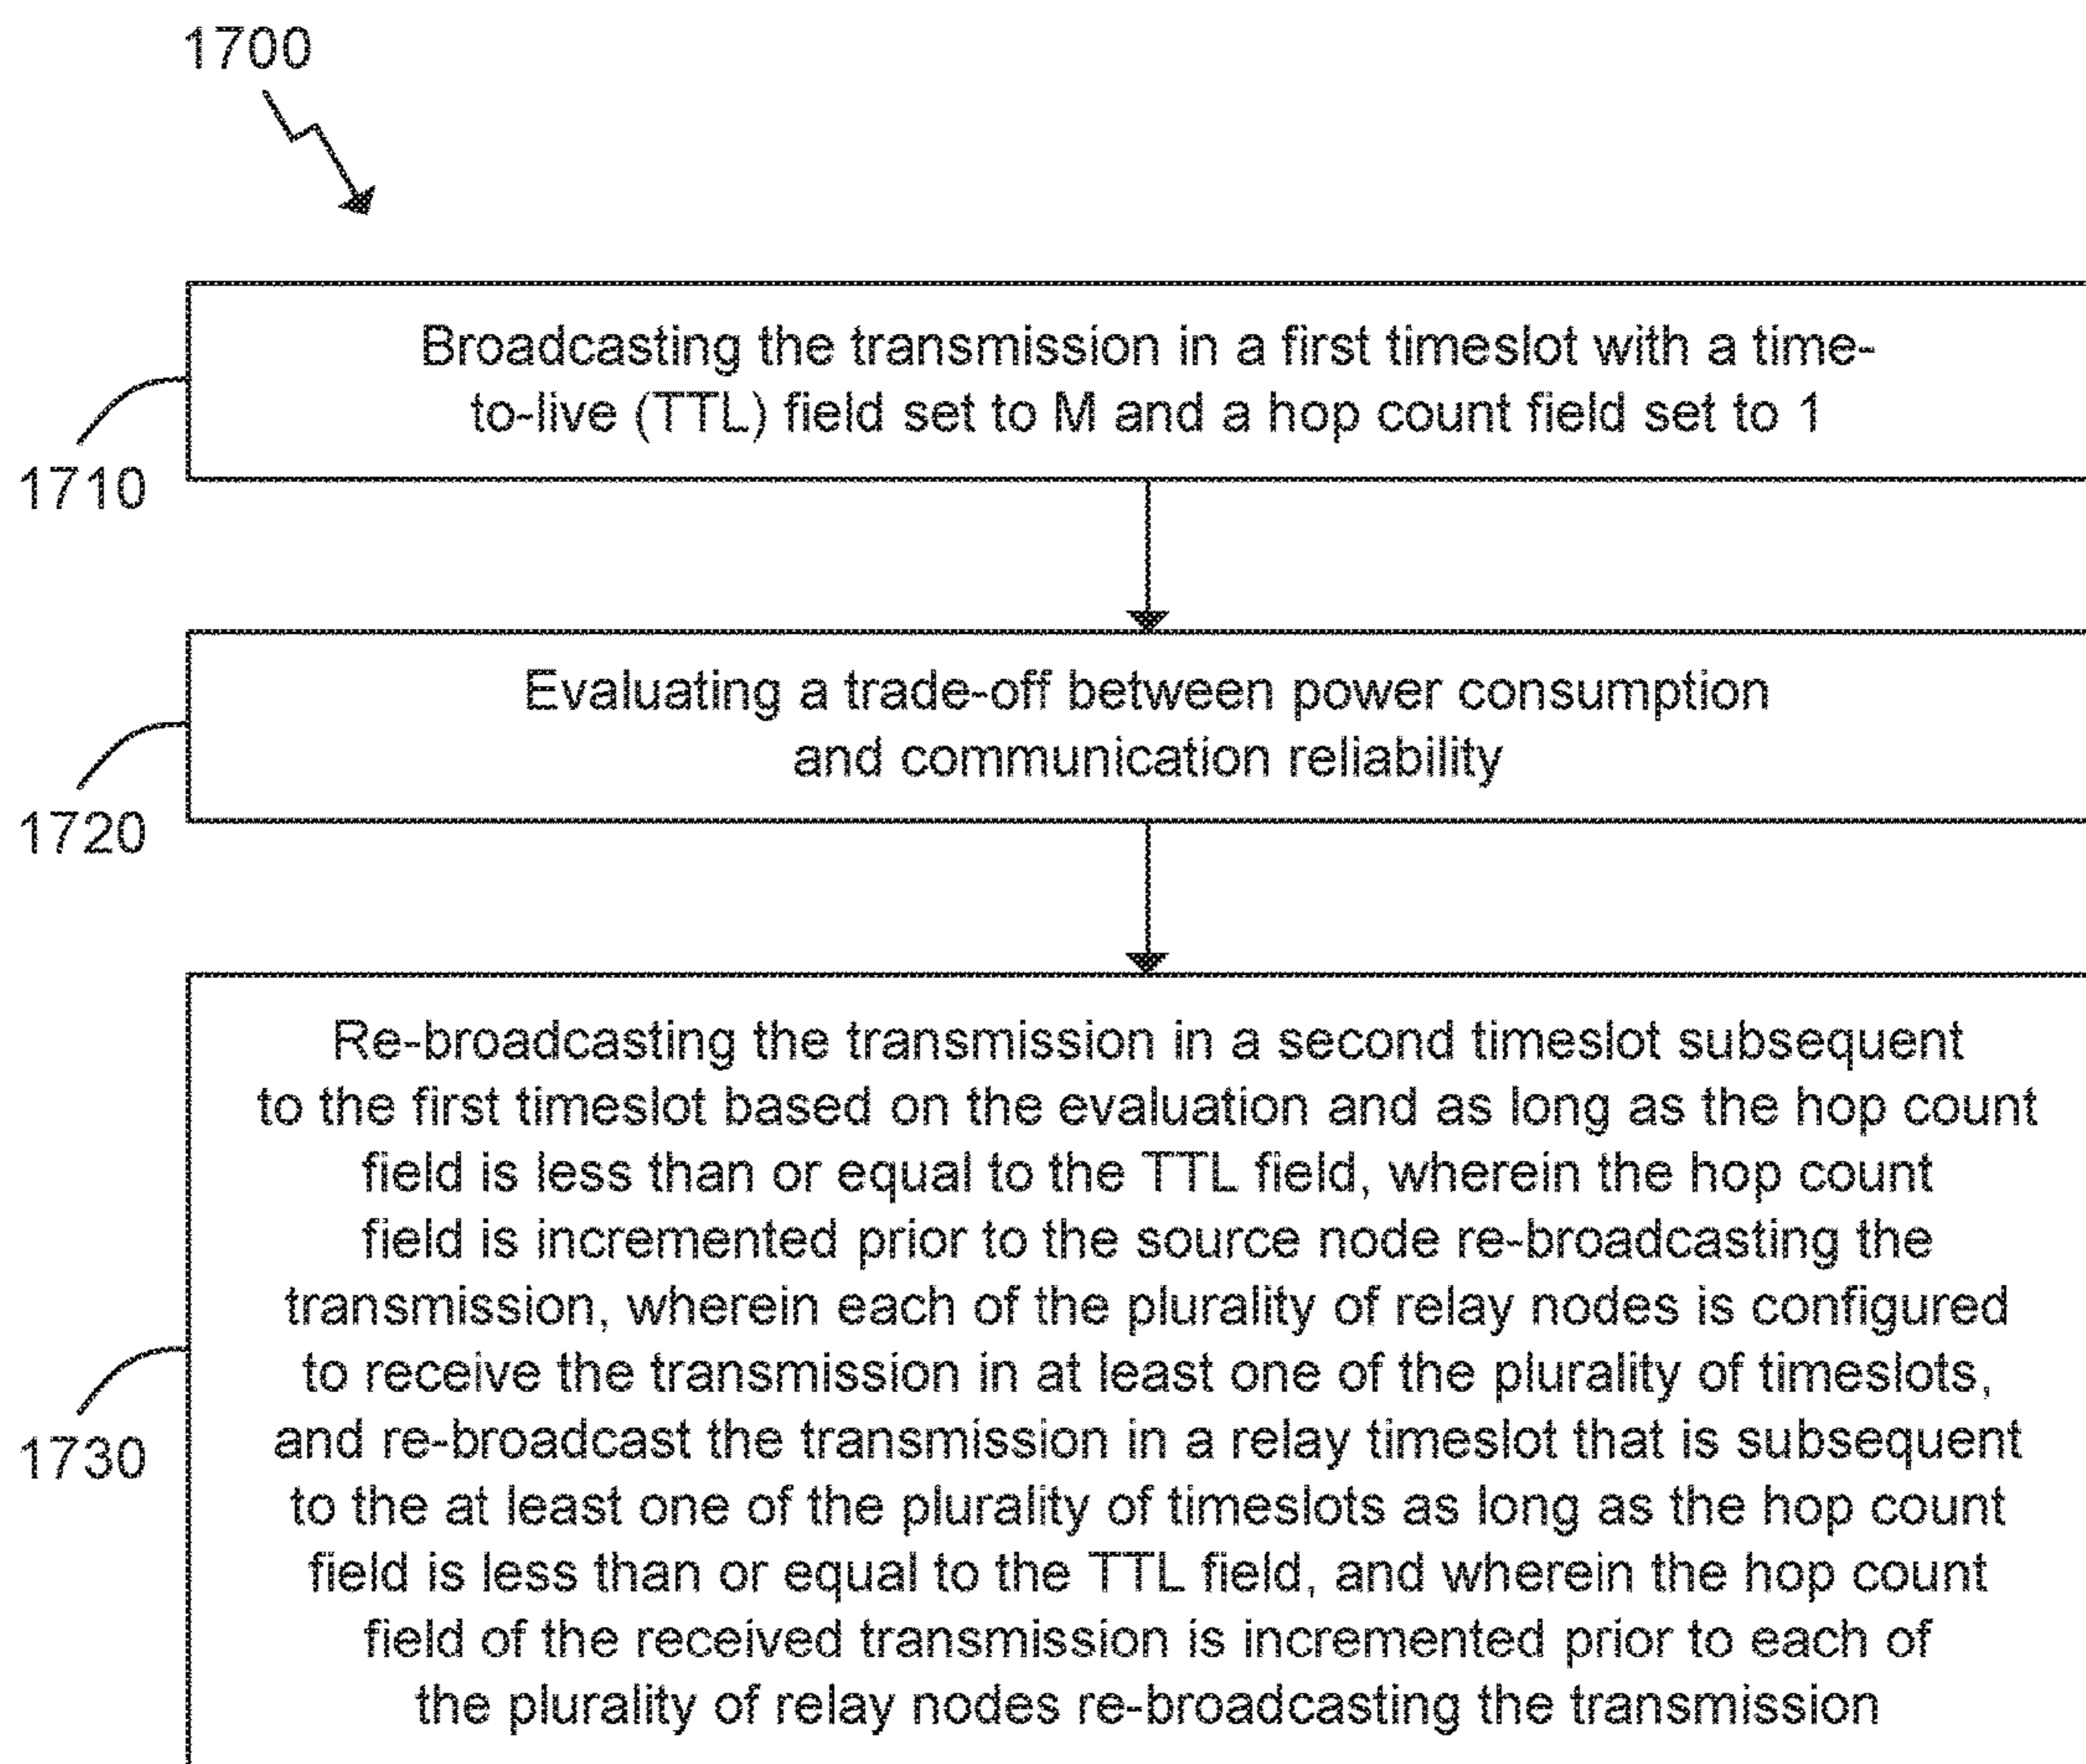 1700
Broadcasting the transmission in a first timeslot with a time-
to-live (TTL) field set to M and a hop count field set to 1
1710
Evaluating a trade-off between power consumption
and communication reliability
1720
Re-broadcasting the transmission in a second timeslot subsequent
to the first timeslot based on the evaluation and as long as the hop count
field is less than or equal to the TTL field, wherein the hop count
field is incremented prior to the source node re-broadcasting the
transmission, wherein each of the plurality of relay nodes is configured
to receive the transmission in at least one of the plurality of timeslots,
and re-broadcast the transmission in a relay timeslot that is subsequent
to the at least one of the plurality of timeslots as long as the hop count
field is less than or equal to the TTL field, and wherein the hop count
field of the received transmission is incremented prior to each of
the plurality of relay nodes re-broadcasting the transmission
1730